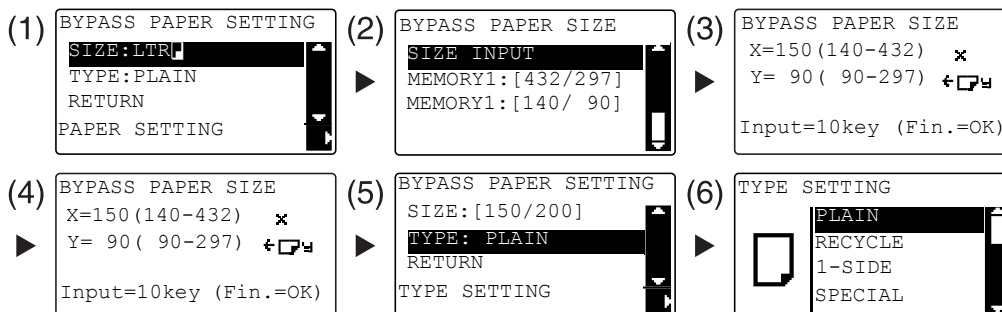 (1)
BYPASS PAPER SETTING
SIZE:LTR
TYPE:PLAIN
RETURN
PAPER SETTING
(2)
BYPASS PAPER SIZE
SIZE INPUT
MEMORY1:[432/297]
MEMORY1:[140/ 90]
(3)
BYPASS PAPER SIZE
X=150(140-432) x
Y= 90( 90-297) y
Input=10key (Fin.=OK)
(4)
BYPASS PAPER SIZE
X=150(140-432) x
Y= 90( 90-297) y
Input=10key (Fin.=OK)
(5)
BYPASS PAPER SETTING
SIZE:[150/200]
TYPE: PLAIN
RETURN
TYPE SETTING
(6)
TYPE SETTING
PLAIN
RECYCLE
1-SIDE
SPECIAL